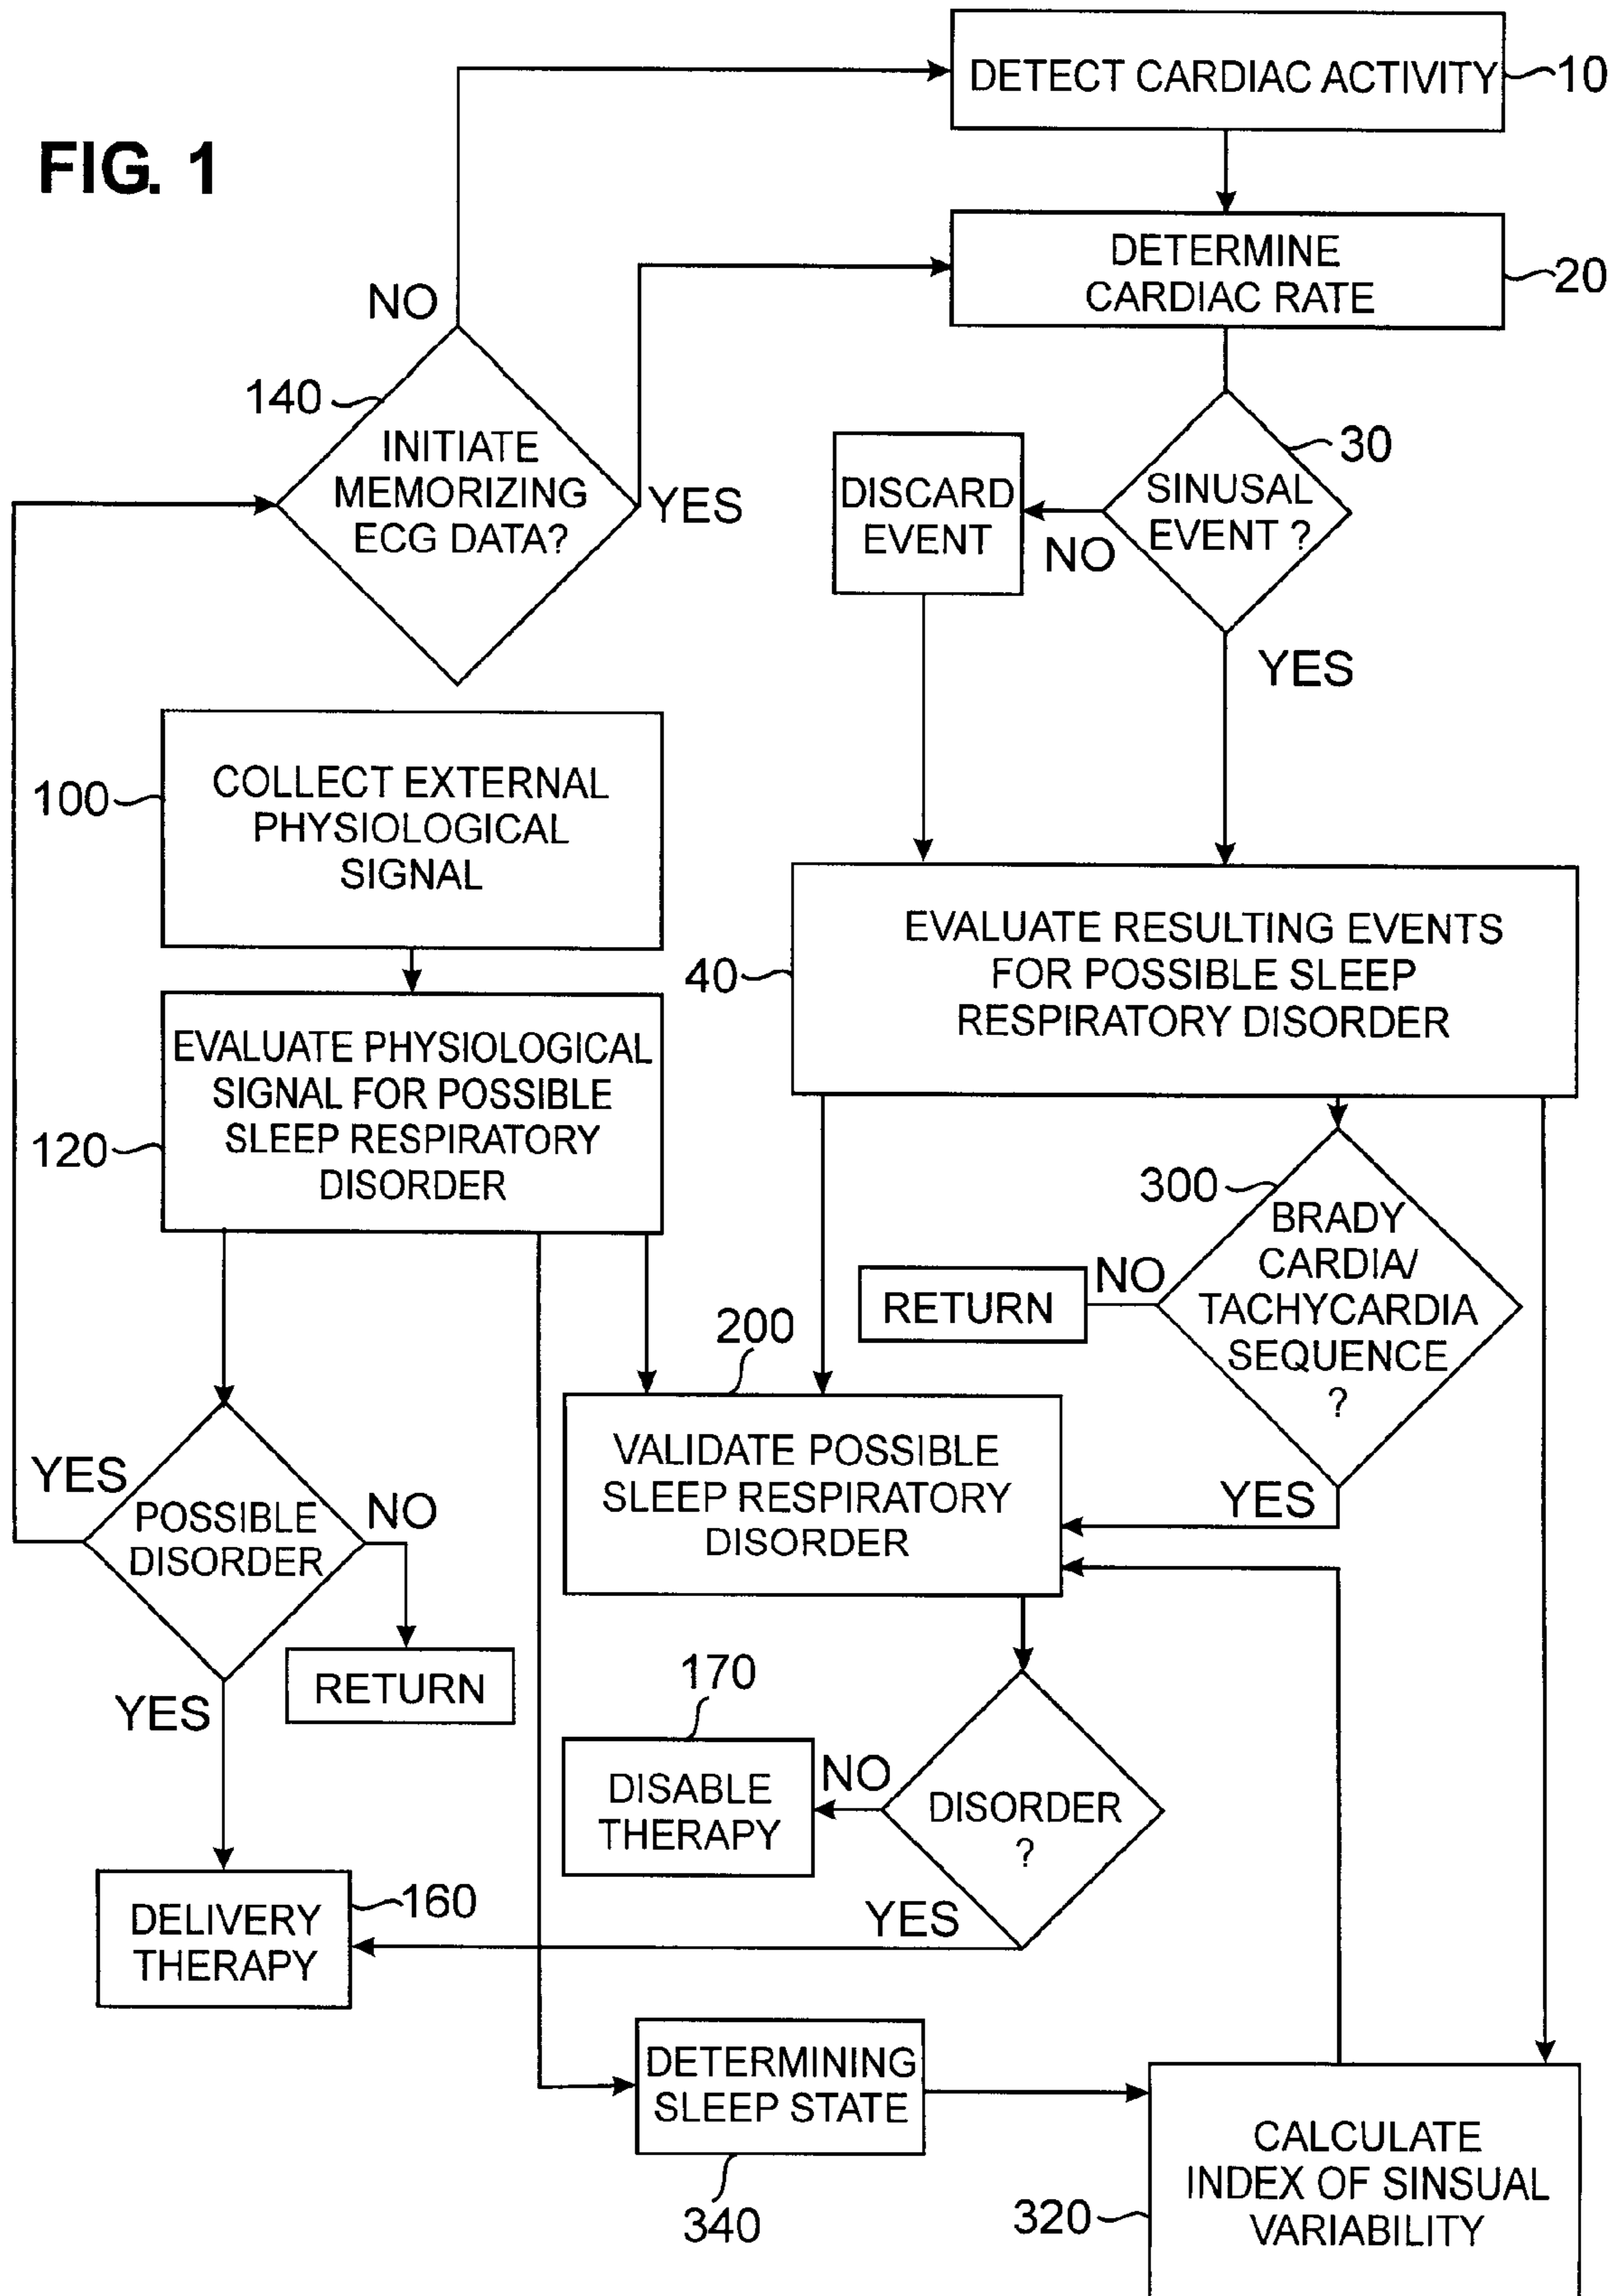 FIG. 1
DETECT CARDIAC ACTIVITY
10
DETERMINE
CARDIAC RATE
20
NO
140
INITIATE
MEMORIZING
ECG DATA?
YES
DISCARD
EVENT
NO
SINUSAL
EVENT ?
30
YES
100
COLLECT EXTERNAL
PHYSIOLOGICAL
SIGNAL
40
EVALUATE RESULTING EVENTS
FOR POSSIBLE SLEEP
RESPIRATORY DISORDER
120
EVALUATE PHYSIOLOGICAL
SIGNAL FOR POSSIBLE
SLEEP RESPIRATORY
DISORDER
300
BRADY
CARDIA/
TACHYCARDIA
SEQUENCE
?
NO
RETURN
YES
200
VALIDATE POSSIBLE
SLEEP RESPIRATORY
DISORDER
YES
POSSIBLE
DISORDER
NO
RETURN
YES
170
DISABLE
THERAPY
NO
DISORDER
?
YES
DELIVERY
THERAPY
160
DETERMINING
SLEEP STATE
340
320
CALCULATE
INDEX OF SINSUAL
VARIABILITY